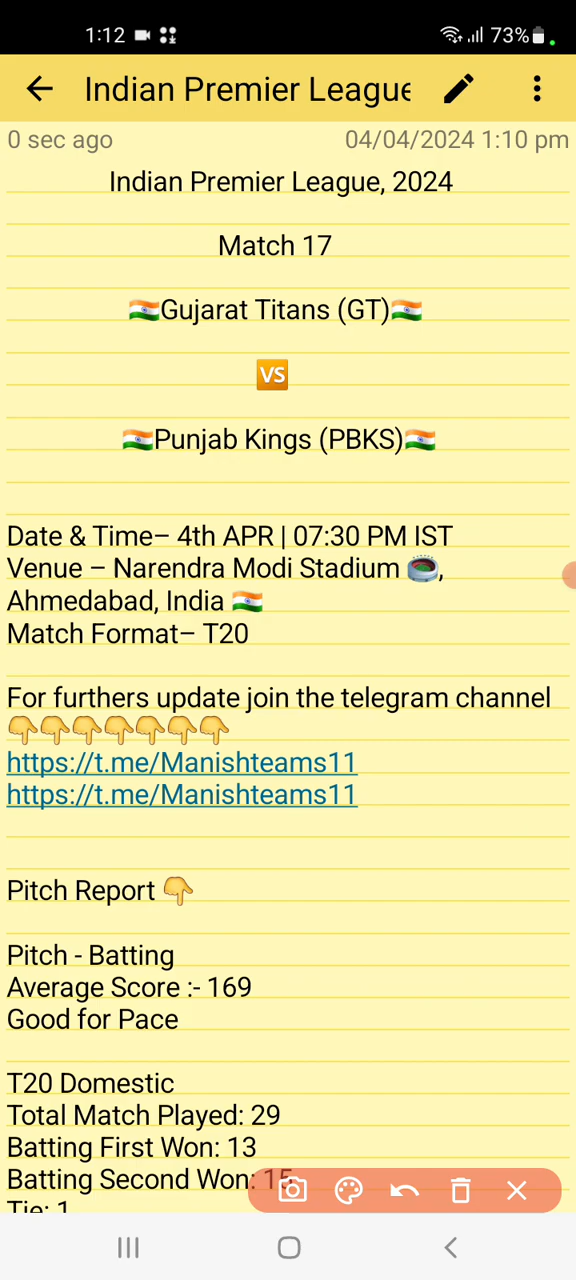 1:12
73%
Indian Premier League
0 sec ago
04/04/2024 1:10 pm
Indian Premier League, 2024
Match 17
🇮🇳Gujarat Titans (GT)🇮🇳
🆚
🇮🇳Punjab Kings (PBKS)🇮🇳
Date & Time– 4th APR | 07:30 PM IST
Venue – Narendra Modi Stadium 🏟️,
Ahmedabad, India 🇮🇳
Match Format– T20
For furthers update join the telegram channel
👇👇👇👇👇👇👇
https://t.me/Manishteams11
https://t.me/Manishteams11
Pitch Report 👇
Pitch - Batting
Average Score :- 169
Good for Pace
T20 Domestic
Total Match Played: 29
Batting First Won: 13
Batting Second Won: 15
Tie: 1